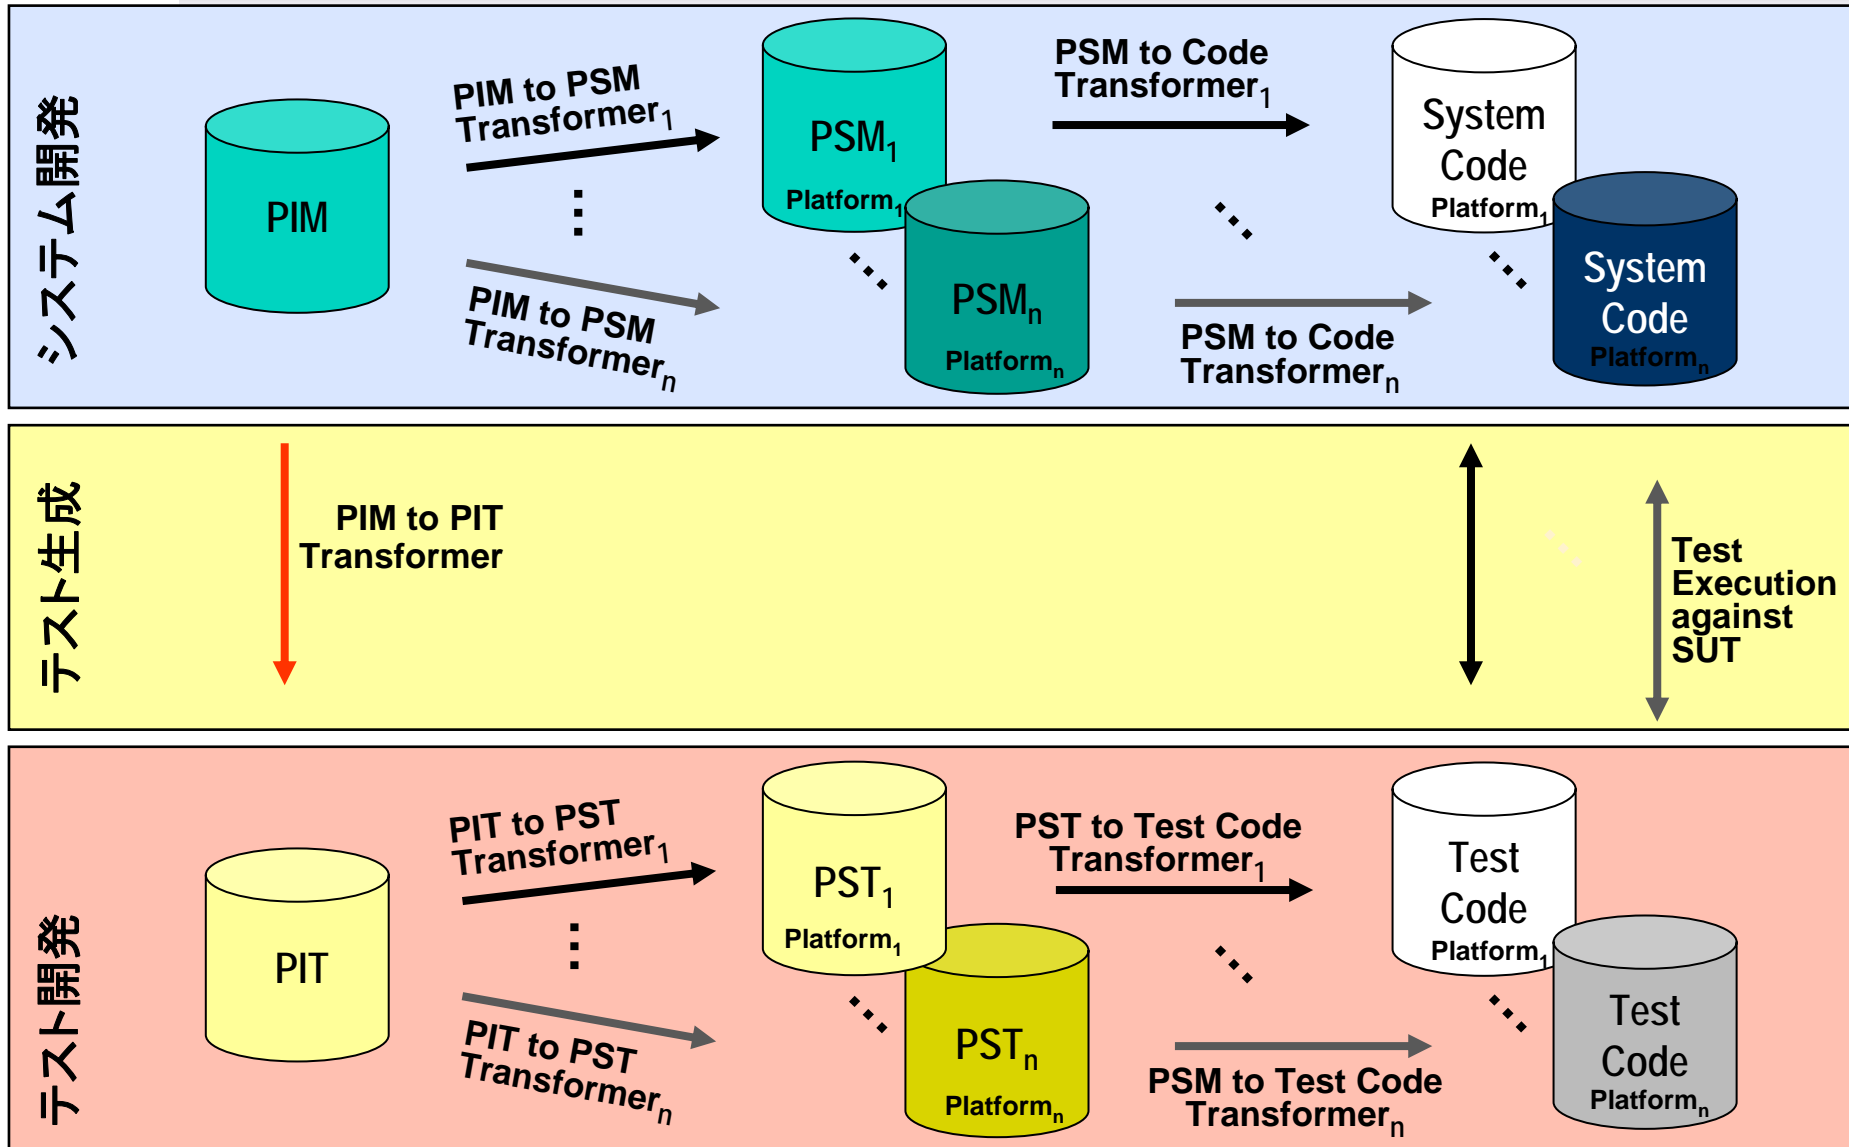 システム開発
PIM
PIM to PSM
Transformer1
PIM to PSM
Transformern
PSM1
Platform1
PSMn
Platformn
PSM to Code
Transformer1
PSM to Code
Transformern
System
Code
Platform1
System
Code
Platformn
テスト生成
PIM to PIT
Transformer
Test
Execution
against
SUT
テスト開発
PIT
PIT to PST
Transformer1
PIT to PST
Transformern
PST1
Platform1
PSTn
Platformn
PST to Test Code
Transformer1
PSM to Test Code
Transformern
Test
Code
Platform1
Test
Code
Platformn